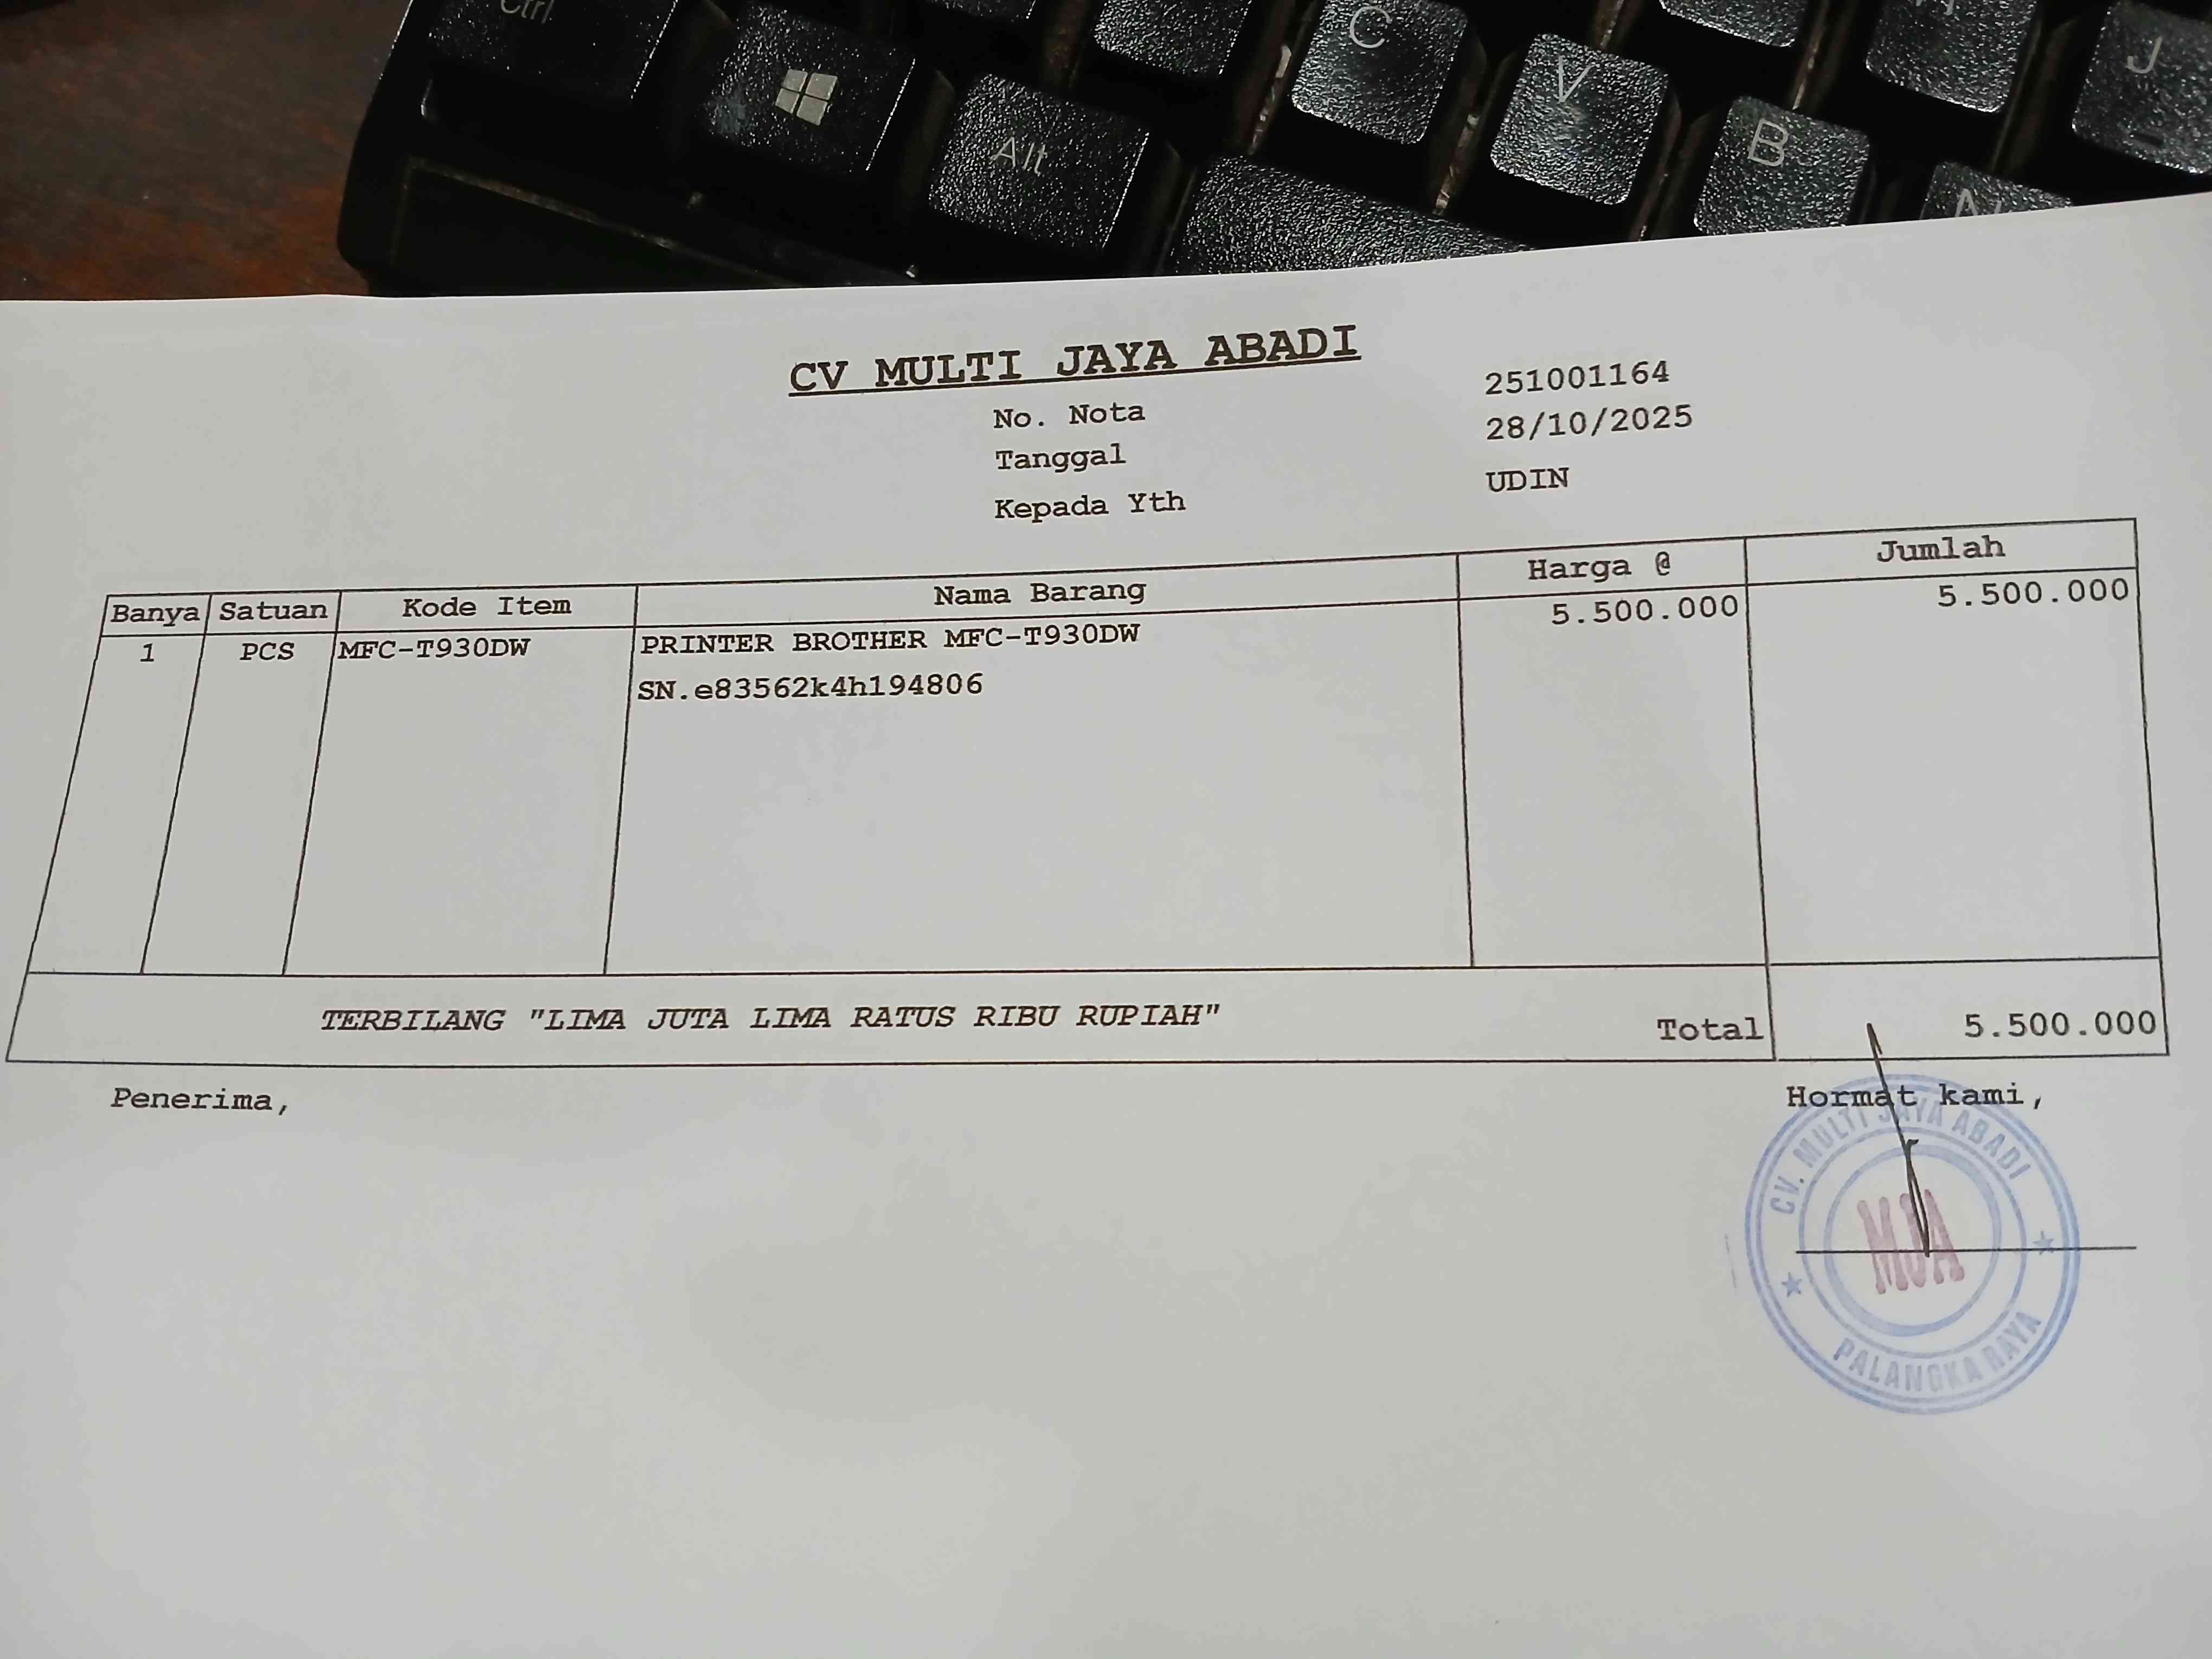 Ctrl
Alt
C
V
B
J
CV MULTI JAYA ABADI
No. Nota 251001164
Tanggal 28/10/2025
Kepada Yth UDIN
Banya Satuan Kode Item Nama Barang Harga @ Jumlah
1 PCS MFC-T930DW PRINTER BROTHER MFC-T930DW 5.500.000 5.500.000
SN.e83562k4h194806
TERBILANG "LIMA JUTA LIMA RATUS RIBU RUPIAH" Total 5.500.000
Penerima, Hormat kami,
CV. MULTI JAYA ABADI
MJA
PALANGKA RAYA